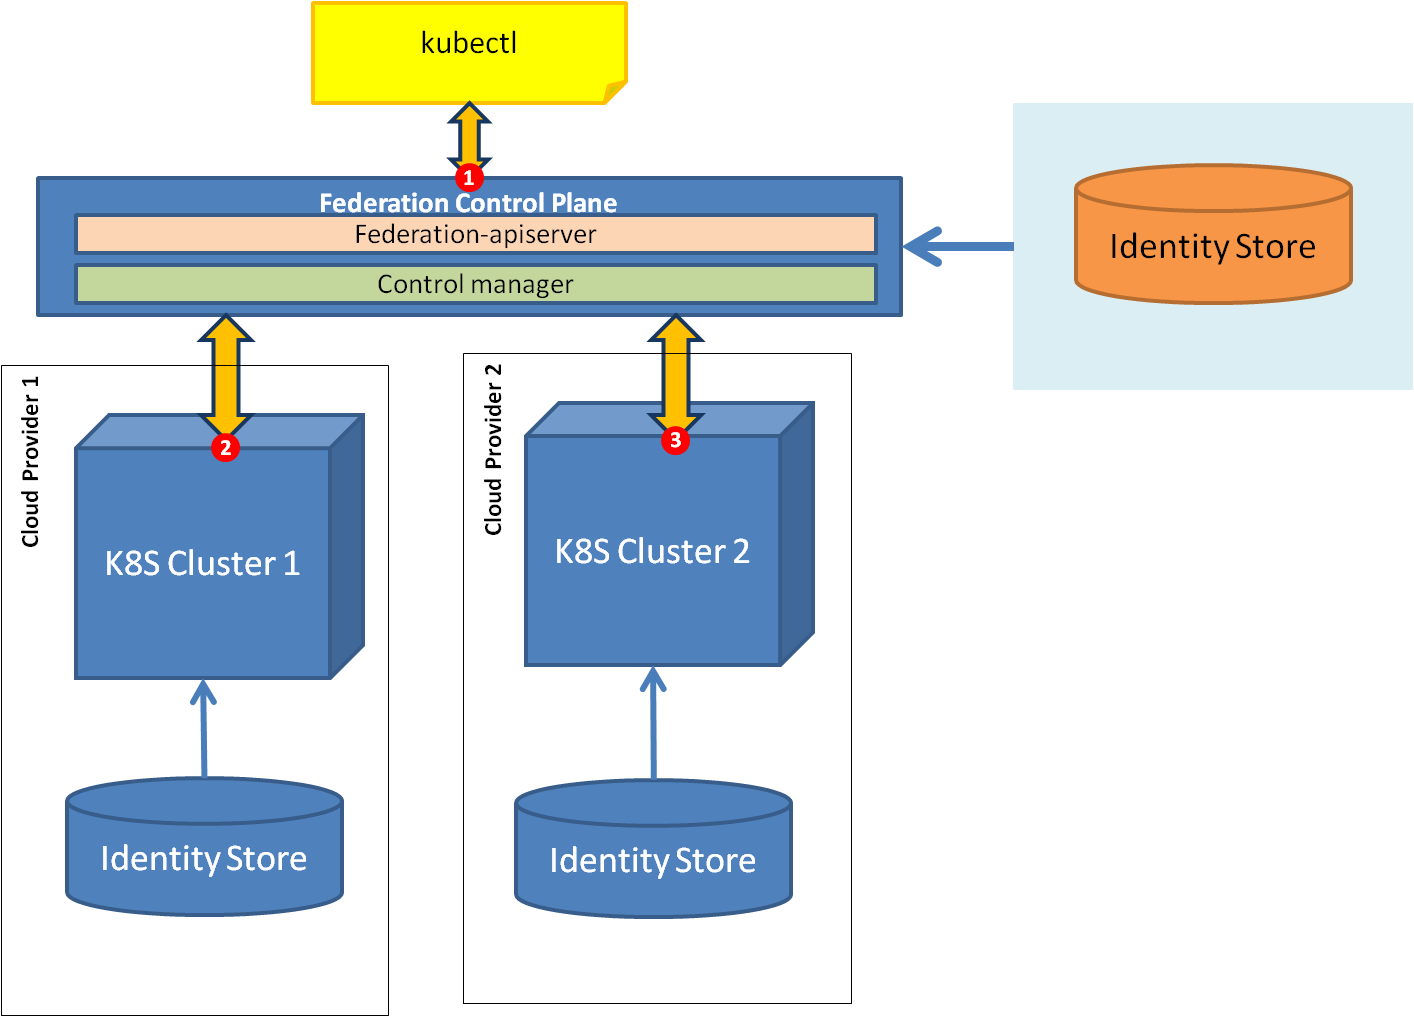 kubectl
1
Federation Control Plane
Federation-apiserver
Control manager
Identity Store
Cloud Provider 1
2
K8S Cluster 1
Identity Store
Cloud Provider 2
3
K8S Cluster 2
Identity Store